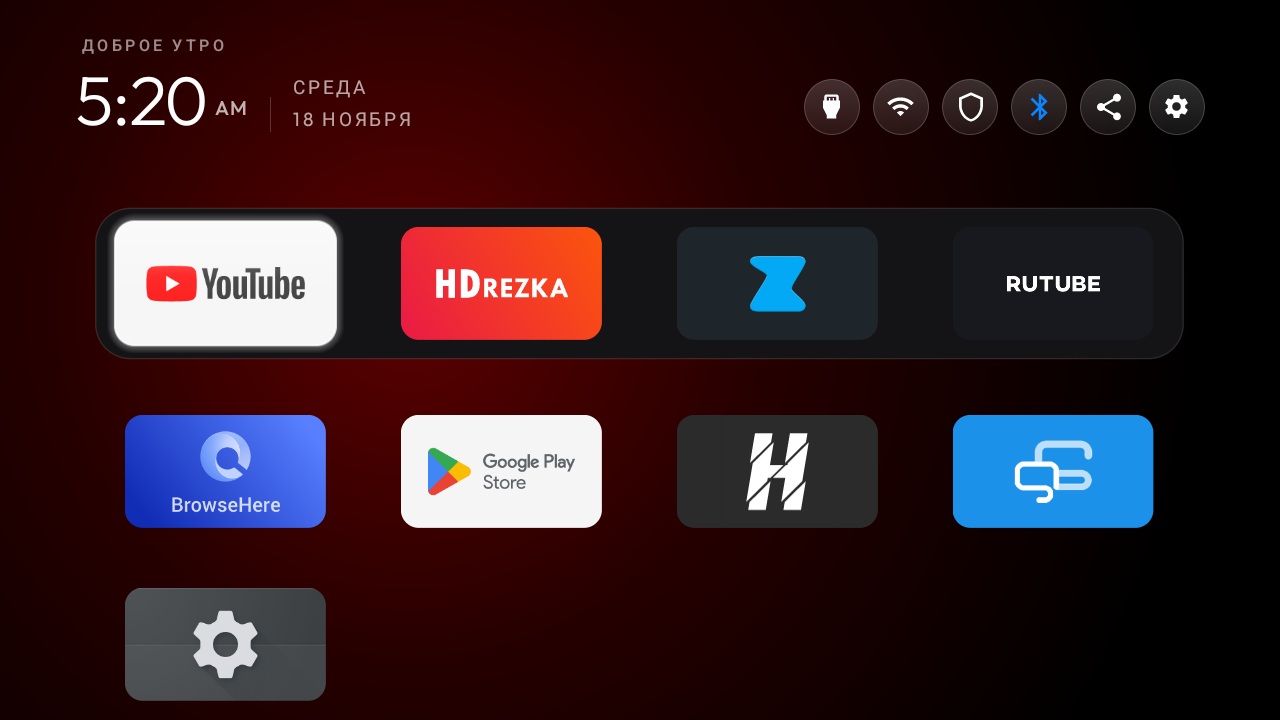 ДОБРОЕ УТРО
5:20 AM
СРЕДА
18 НОЯБРЯ
YouTube
HDREZKA
RUTUBE
BrowseHere
Google Play
Store